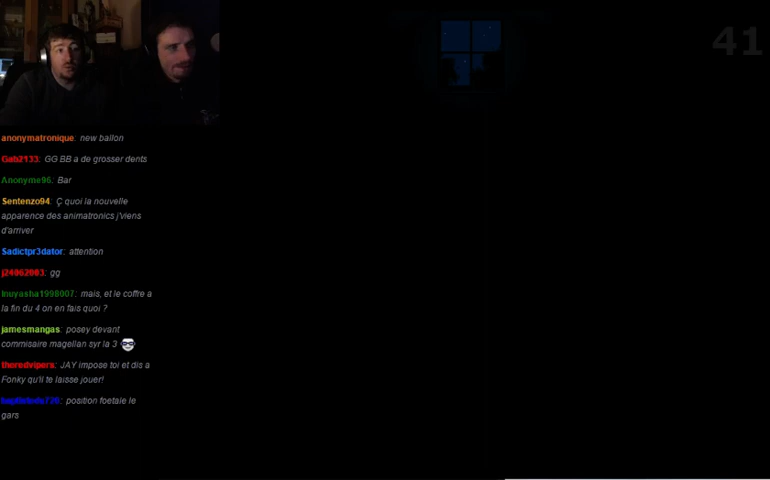 41
anonymatronique: new ballon
Gab2133: GG BB a de grosser dents
Anonyme96: Bar
Sentenzo94: Ç quoi la nouvelle
apparence des animatronics j'viens
d'arriver
Sadictpr3dator: attention
j24062003: gg
Inuyasha1998007: mais, et le coffre a
la fin du 4 on en fais quoi ?
jamesmangas: posey devant
commisaire magellan syr la 3
thoredvipera: JAY impose toi et dis a
Fonky qu'il te laisse jouer!
position foetale le
gars